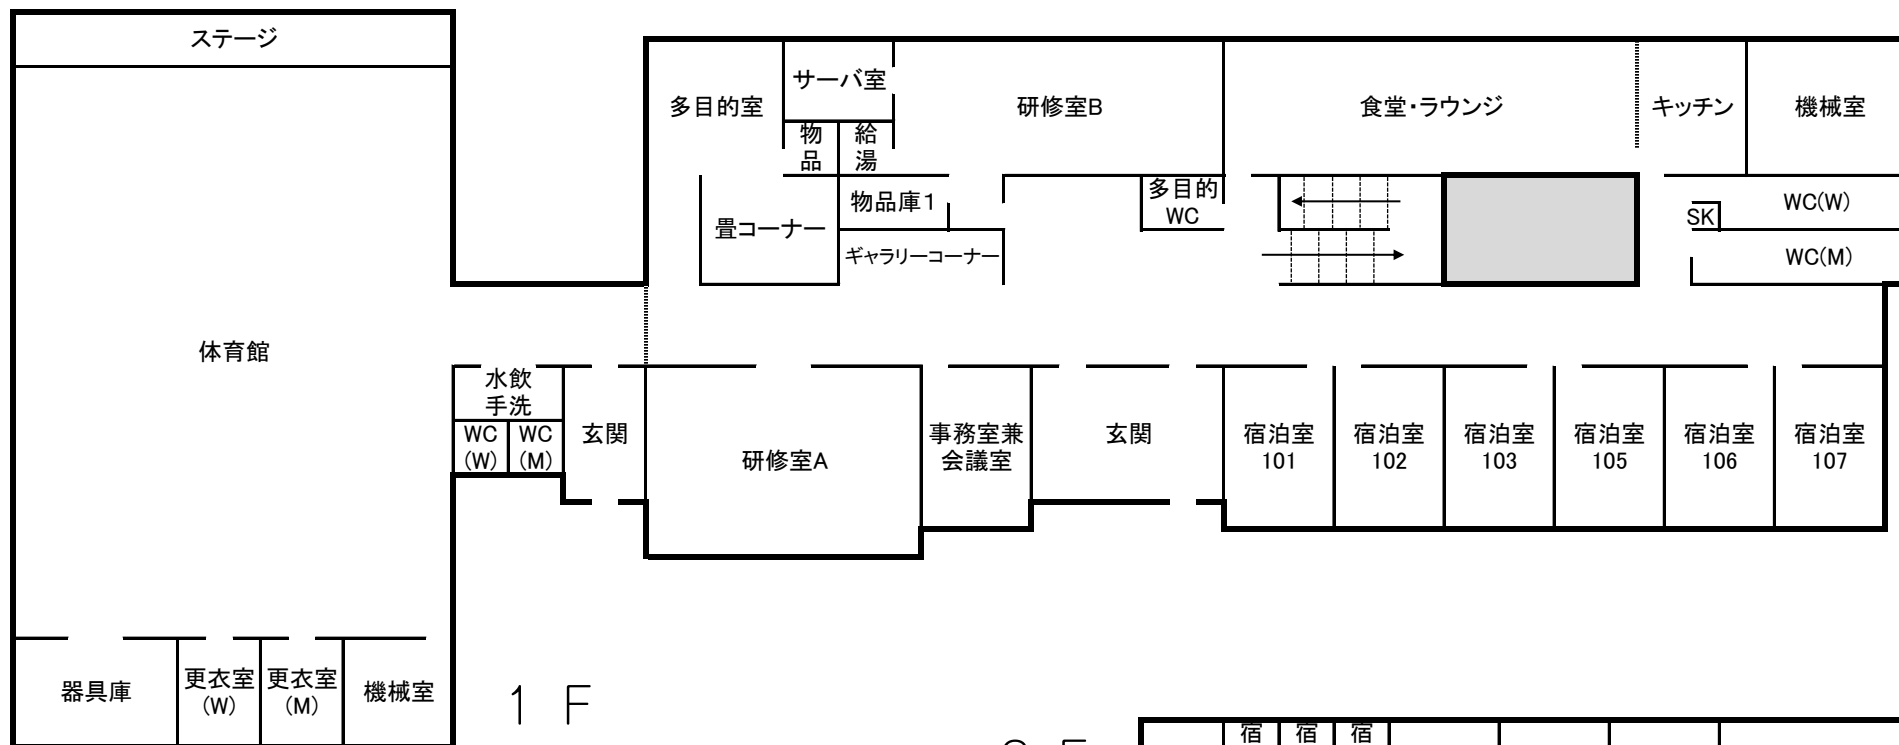 ステージ
サーバ室
多目的室
研修室B
食堂・ラウンジ
キッチン
機械室
物
品
給
湯
物品庫1
多目的
WC
SK
WC(W)
畳コーナー
ギャラリーコーナー
WC(M)
体育館
水飲
手洗
WC
(W)
WC
(M)
玄関
研修室A
事務室兼
会議室
玄関
宿泊室
101
宿泊室
102
宿泊室
103
宿泊室
105
宿泊室
106
宿泊室
107
器具庫
更衣室
(W)
更衣室
(M)
機械室
1F
宿
宿
宿